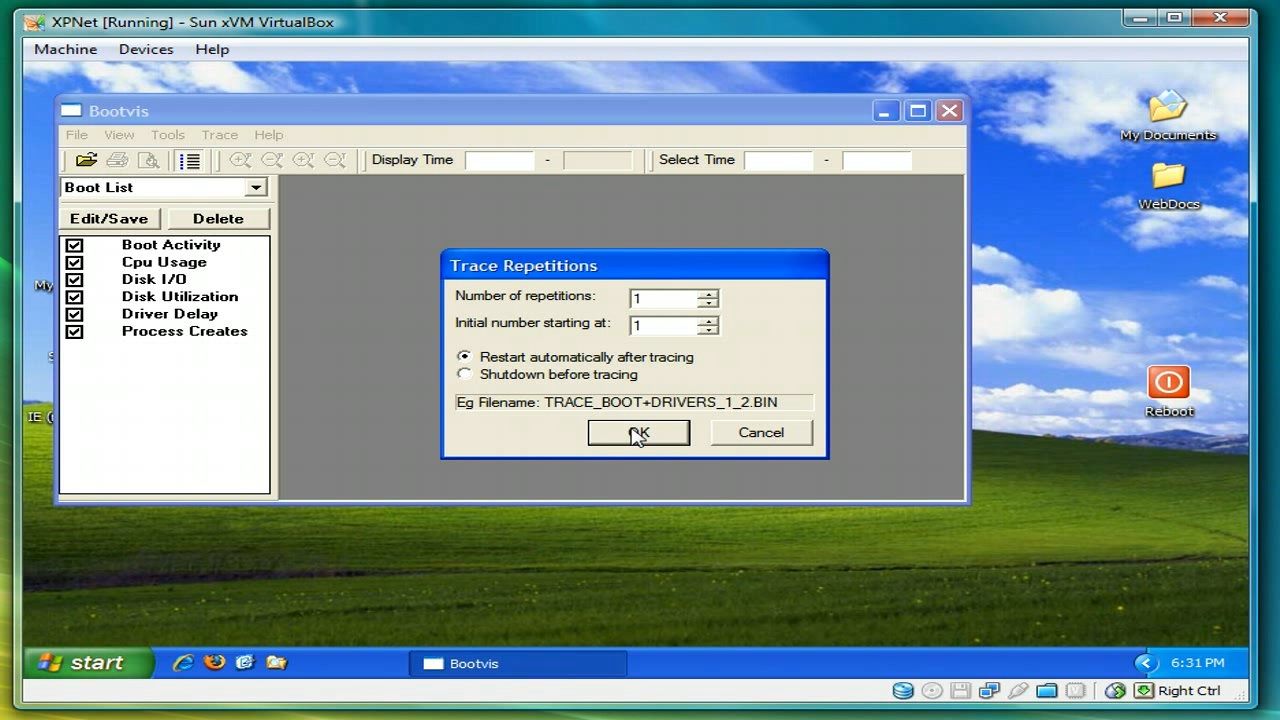 XPNet [Running] - Sun xVM VirtualBox
Machine Devices Help
Bootvis
File View Tools Trace Help
Display Time - Select Time -
Boot List
Edit/Save Delete
Boot Activity
Cpu Usage
Disk I/O
Disk Utilization
Driver Delay
Process Creates
Trace Repetitions
Number of repetitions: 1
Initial number starting at: 1
Restart automatically after tracing
Shutdown before tracing
Eg Filename: TRACE_BOOT+DRIVERS_1_2.BIN
OK Cancel
My Documents
WebDocs
Reboot
My
IE (
start Bootvis 6:31 PM
Right Ctrl